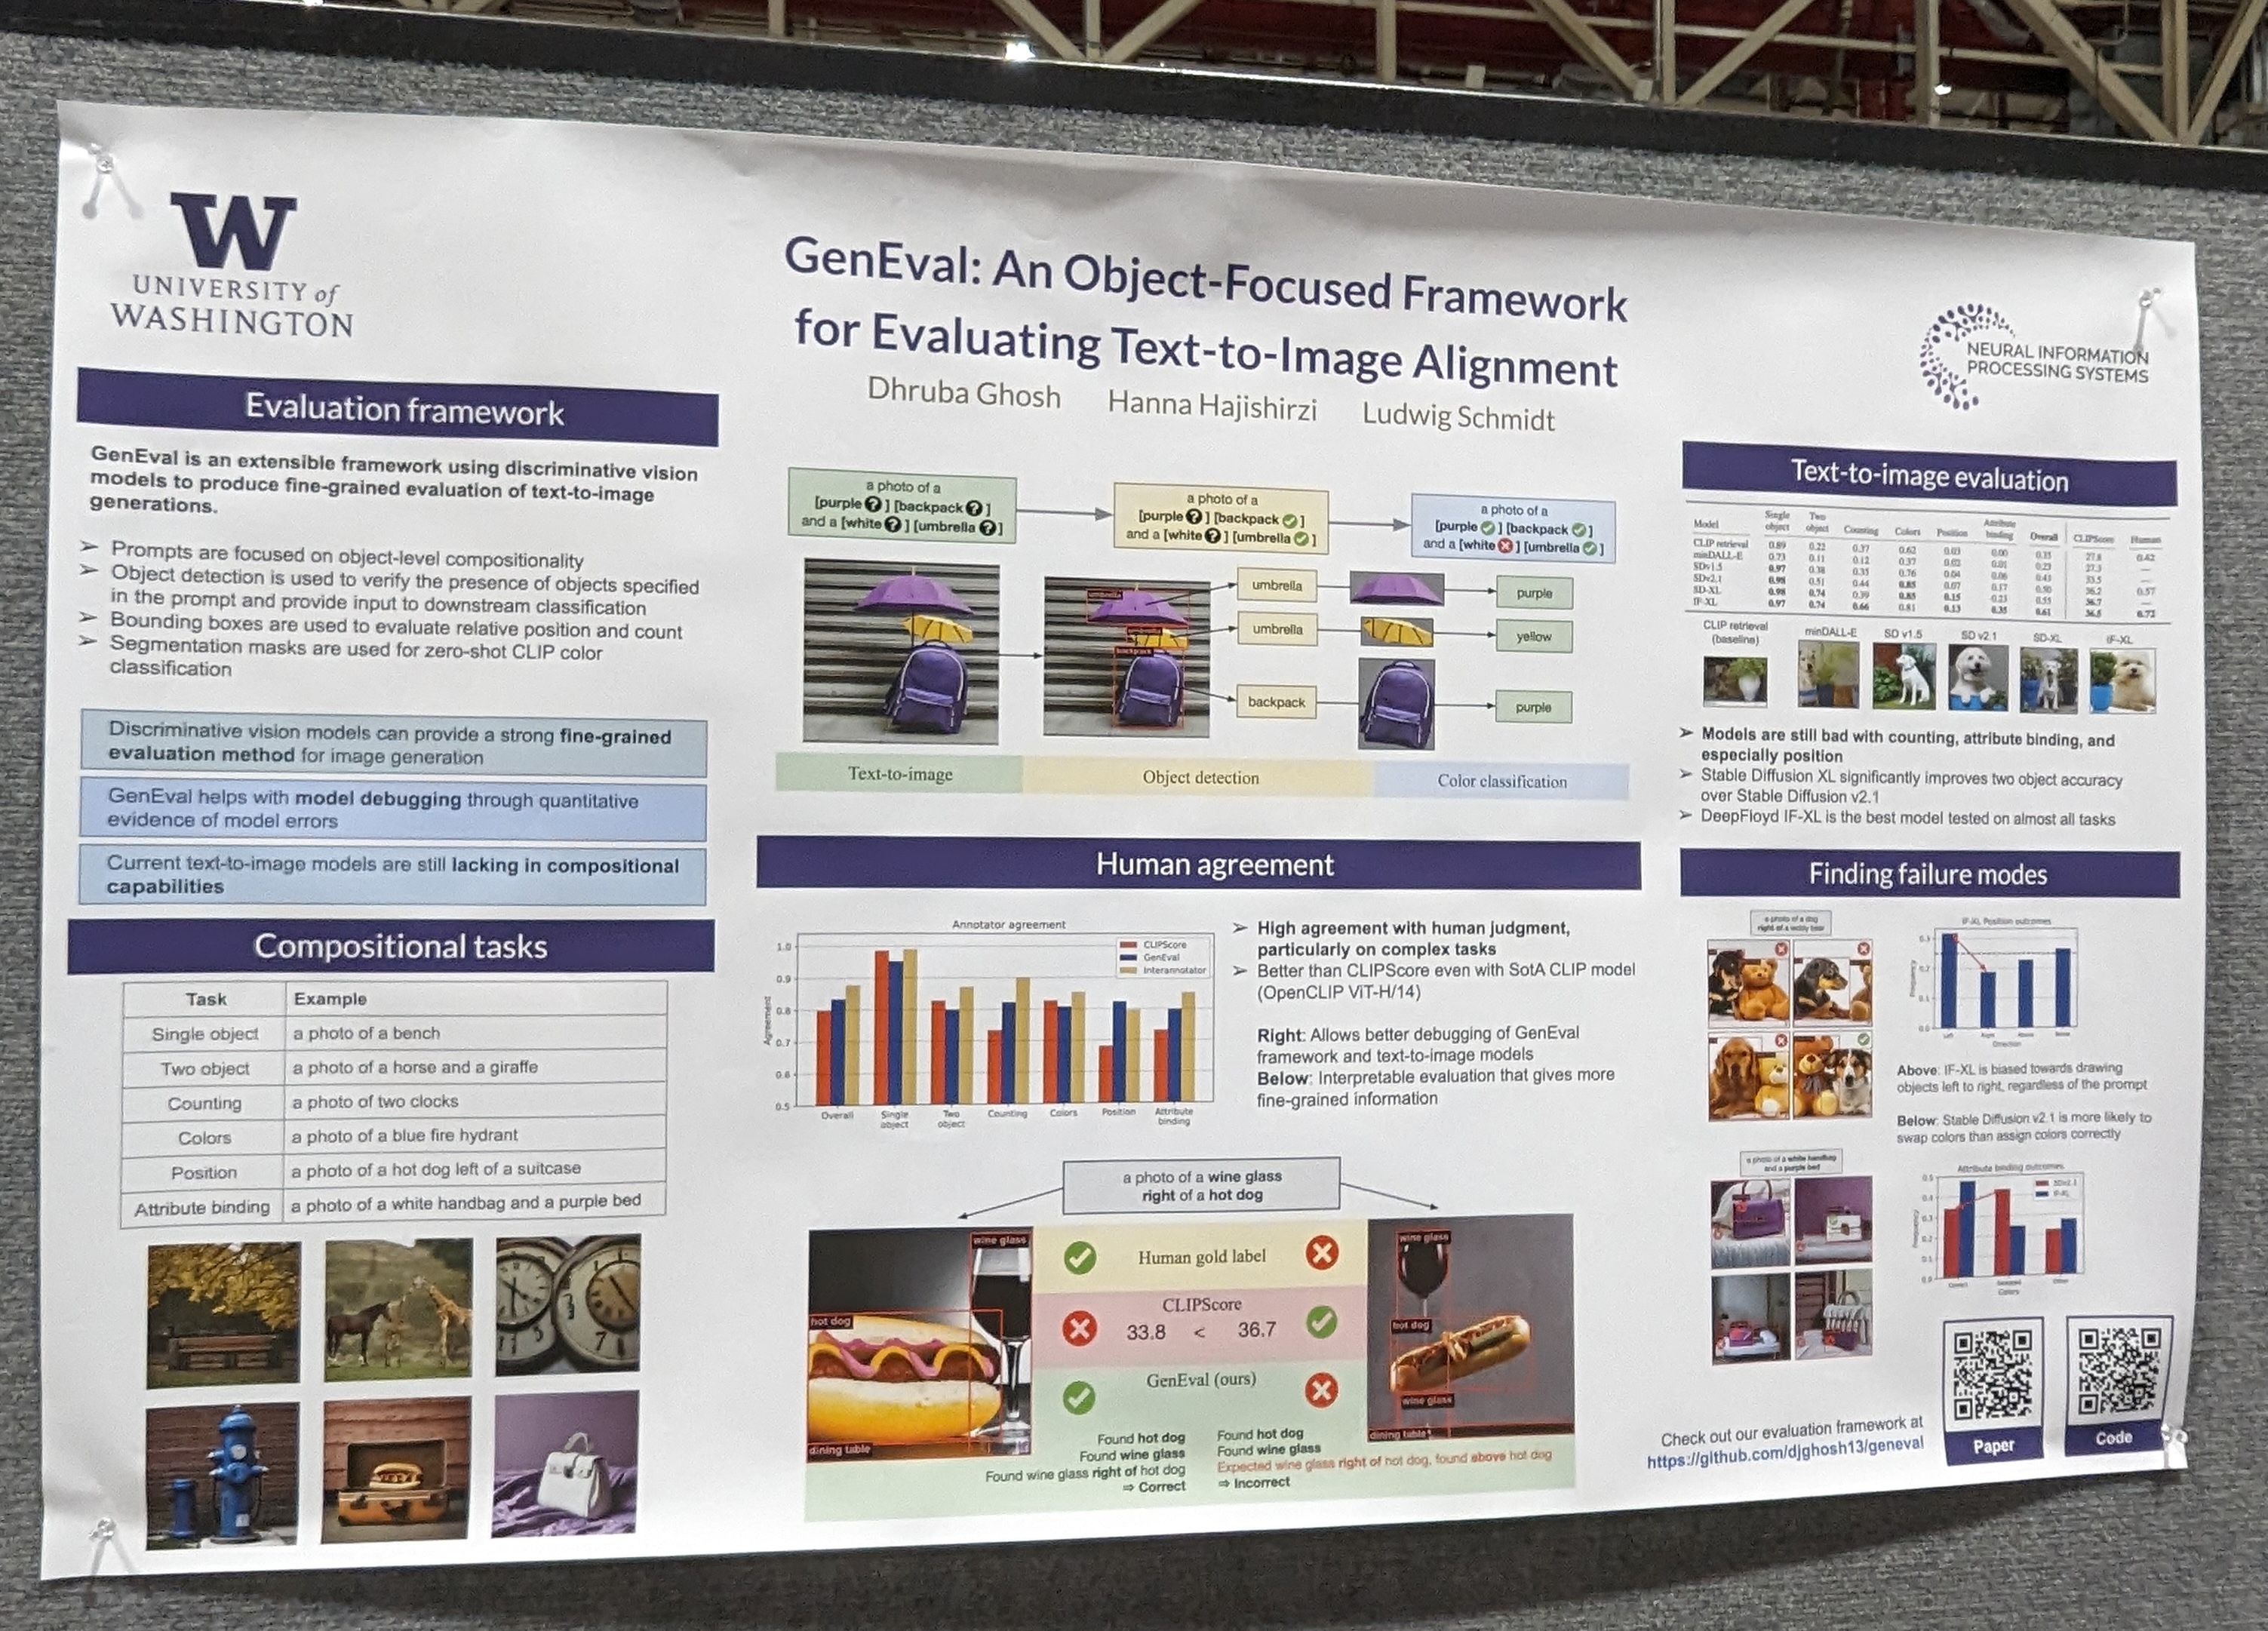 W
UNIVERSITY of
WASHINGTON
GenEval: An Object-Focused Framework
for Evaluating Text-to-Image Alignment
Dhruba Ghosh Hanna Hajishirzi Ludwig Schmidt
NEURAL INFORMATION
PROCESSING SYSTEMS
Evaluation framework
GenEval is an extensible framework using discriminative vision
models to produce fine-grained evaluation of text-to-image
generations.
➢ Prompts are focused on object-level compositionality
➢ Object detection is used to verify the presence of objects specified
in the prompt and provide input to downstream classification
➢ Bounding boxes are used to evaluate relative position and count
➢ Segmentation masks are used for zero-shot CLIP color
classification
Discriminative vision models can provide a strong fine-grained
evaluation method for image generation
GenEval helps with model debugging through quantitative
evidence of model errors
Current text-to-image models are still lacking in compositional
capabilities
Compositional tasks
Task Example
Single object a photo of a bench
Two object a photo of a horse and a giraffe
Counting a photo of two clocks
Colors a photo of a blue fire hydrant
Position a photo of a hot dog left of a suitcase
Attribute binding a photo of a white handbag and a purple bed
a photo of a
[purple ?] [backpack ?]
and a [white ?] [umbrella ?]
a photo of a
[purple ?] [backpack ✓]
and a [white ?] [umbrella ✓]
a photo of a
[purple ✓] [backpack ✓]
and a [white ✗] [umbrella ✓]
umbrella
umbrella
backpack
purple
yellow
purple
Text-to-image
Object detection
Color classification
Human agreement
Annotator agreement
CLIPScore
GenEval
Interannotator
Agreement
1.0
0.9
0.8
0.7
0.6
0.5
Overall
Single
object
Two
object
Counting
Colors
Position
Attribute
binding
➢ High agreement with human judgment,
particularly on complex tasks
➢ Better than CLIPScore even with SotA CLIP model
(OpenCLIP ViT-H/14)
Right: Allows better debugging of GenEval
framework and text-to-image models
Below: Interpretable evaluation that gives more
fine-grained information
a photo of a wine glass
right of a hot dog
wine glass
hot dog
dining table
Human gold label
CLIPScore
33.8 < 36.7
GenEval (ours)
wine glass
hot dog
wine glass
dining table
Found hot dog
Found wine glass
Found wine glass right of hot dog
⇒ Correct
Found hot dog
Found wine glass
Expected wine glass right of hot dog, found above hot dog
⇒ Incorrect
Text-to-image evaluation
Model Single object Two object Counting Colors Position Attribute binding Overall CLIPScore Human
CLIP retrieval 0.89 0.22 0.37 0.62 0.03 0.00 0.35 27.8 0.42
minDALL-E 0.73 0.11 0.12 0.37 0.02 0.01 0.23 27.3 —
SDv1.5 0.97 0.38 0.35 0.76 0.04 0.06 0.43 33.5 —
SDv2.1 0.98 0.51 0.44 0.85 0.07 0.17 0.50 36.2 0.57
SD-XL 0.98 0.74 0.39 0.85 0.15 0.23 0.55 36.7 —
IF-XL 0.97 0.74 0.66 0.81 0.13 0.35 0.61 36.5 0.72
CLIP retrieval
(baseline)
minDALL-E
SD v1.5
SD v2.1
SD-XL
IF-XL
➢ Models are still bad with counting, attribute binding, and
especially position
➢ Stable Diffusion XL significantly improves two object accuracy
over Stable Diffusion v2.1
➢ DeepFloyd IF-XL is the best model tested on almost all tasks
Finding failure modes
a photo of a dog
right of a teddy bear
IF-XL Position outcomes
Frequency
0.3
0.2
0.1
0.0
Left
Right
Above
Below
Direction
Above: IF-XL is biased towards drawing
objects left to right, regardless of the prompt
Below: Stable Diffusion v2.1 is more likely to
swap colors than assign colors correctly
a photo of a white handbag
and a purple bed
Attribute binding outcomes
SDv2.1
IF-XL
Frequency
0.5
0.4
0.3
0.2
0.1
0.0
Correct
Swapped
Other
Colors
Check out our evaluation framework at
https://github.com/djghosh13/geneval
Paper
Code